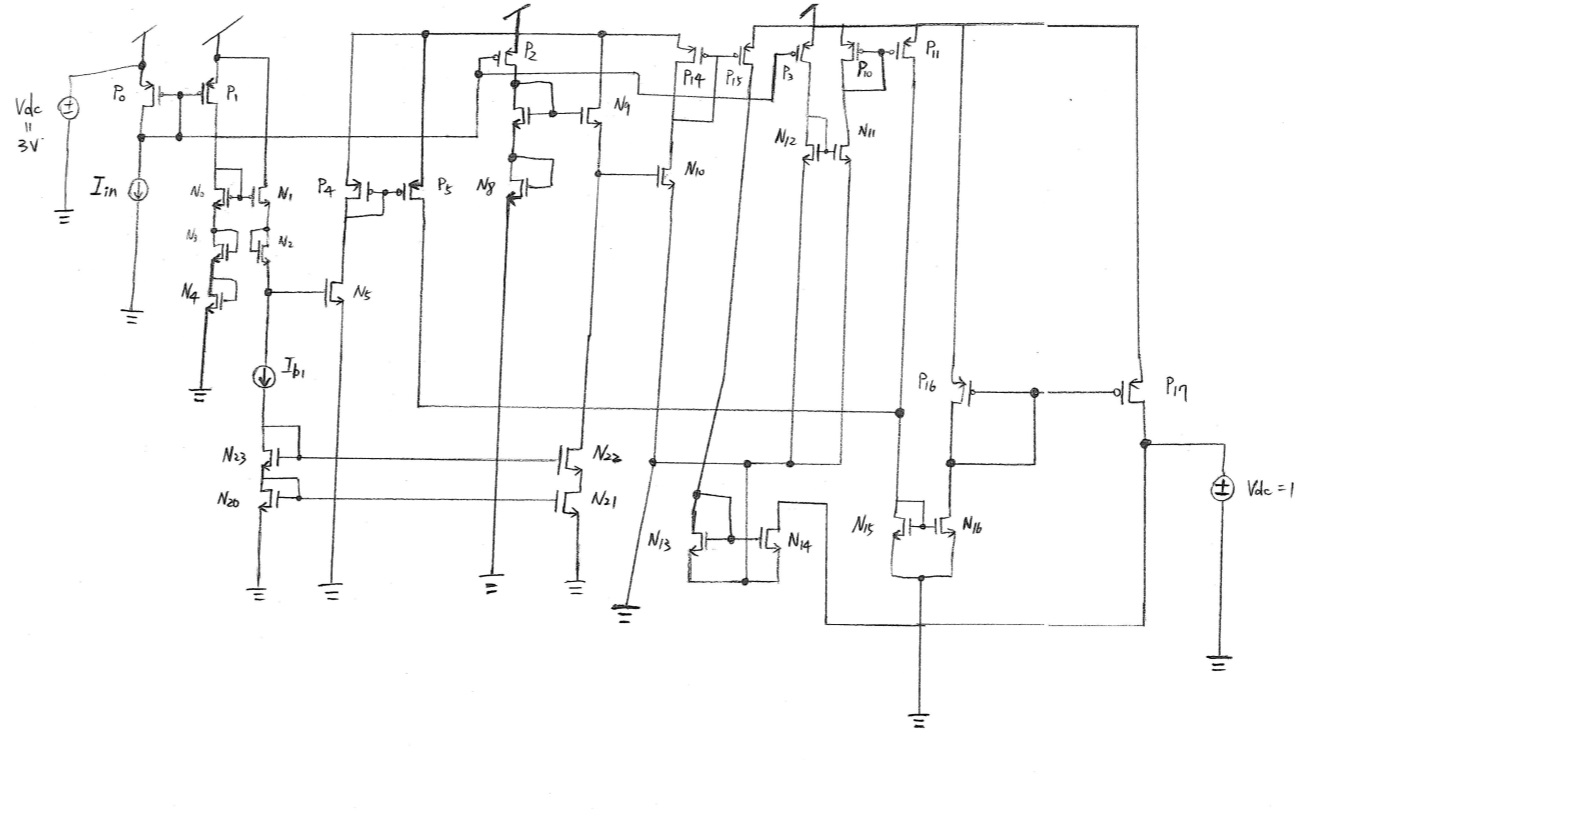 P2
P0
P1
N9
P14
P15
P3
P10
P11
Vdc
=
3V
Iin
N0
N1
N3
N2
N4
P4
P5
N8
N10
N12
N11
N5
Ib1
P16
P17
N23
N20
N22
N21
N13
N14
N15
N16
Vdc = 1